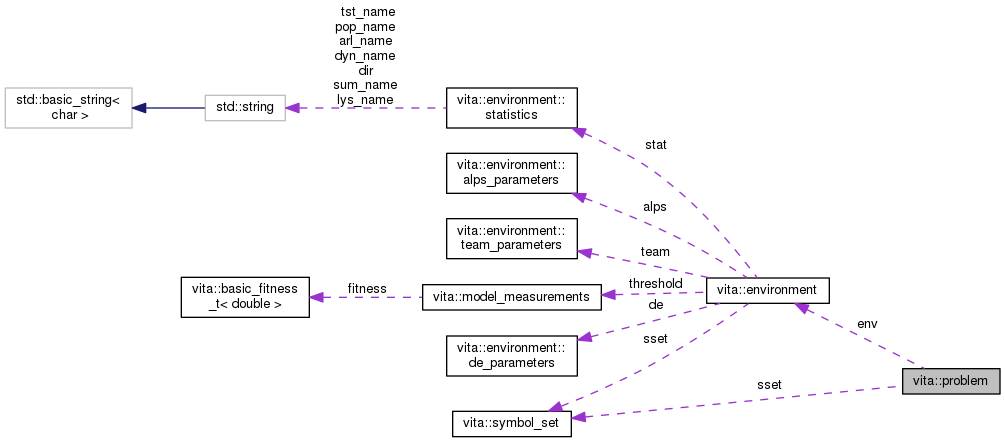 tst_name
pop_name
arl_name
dyn_name
dir
sum_name
lys_name
std::basic_string<
char >
std::string
vita::environment::
statistics
stat
vita::environment::
alps_parameters
alps
vita::environment::
team_parameters
team
vita::basic_fitness
_t< double >
fitness
vita::model_measurements
threshold
vita::environment
de
vita::environment::
de_parameters
sset
env
vita::problem
sset
vita::symbol_set